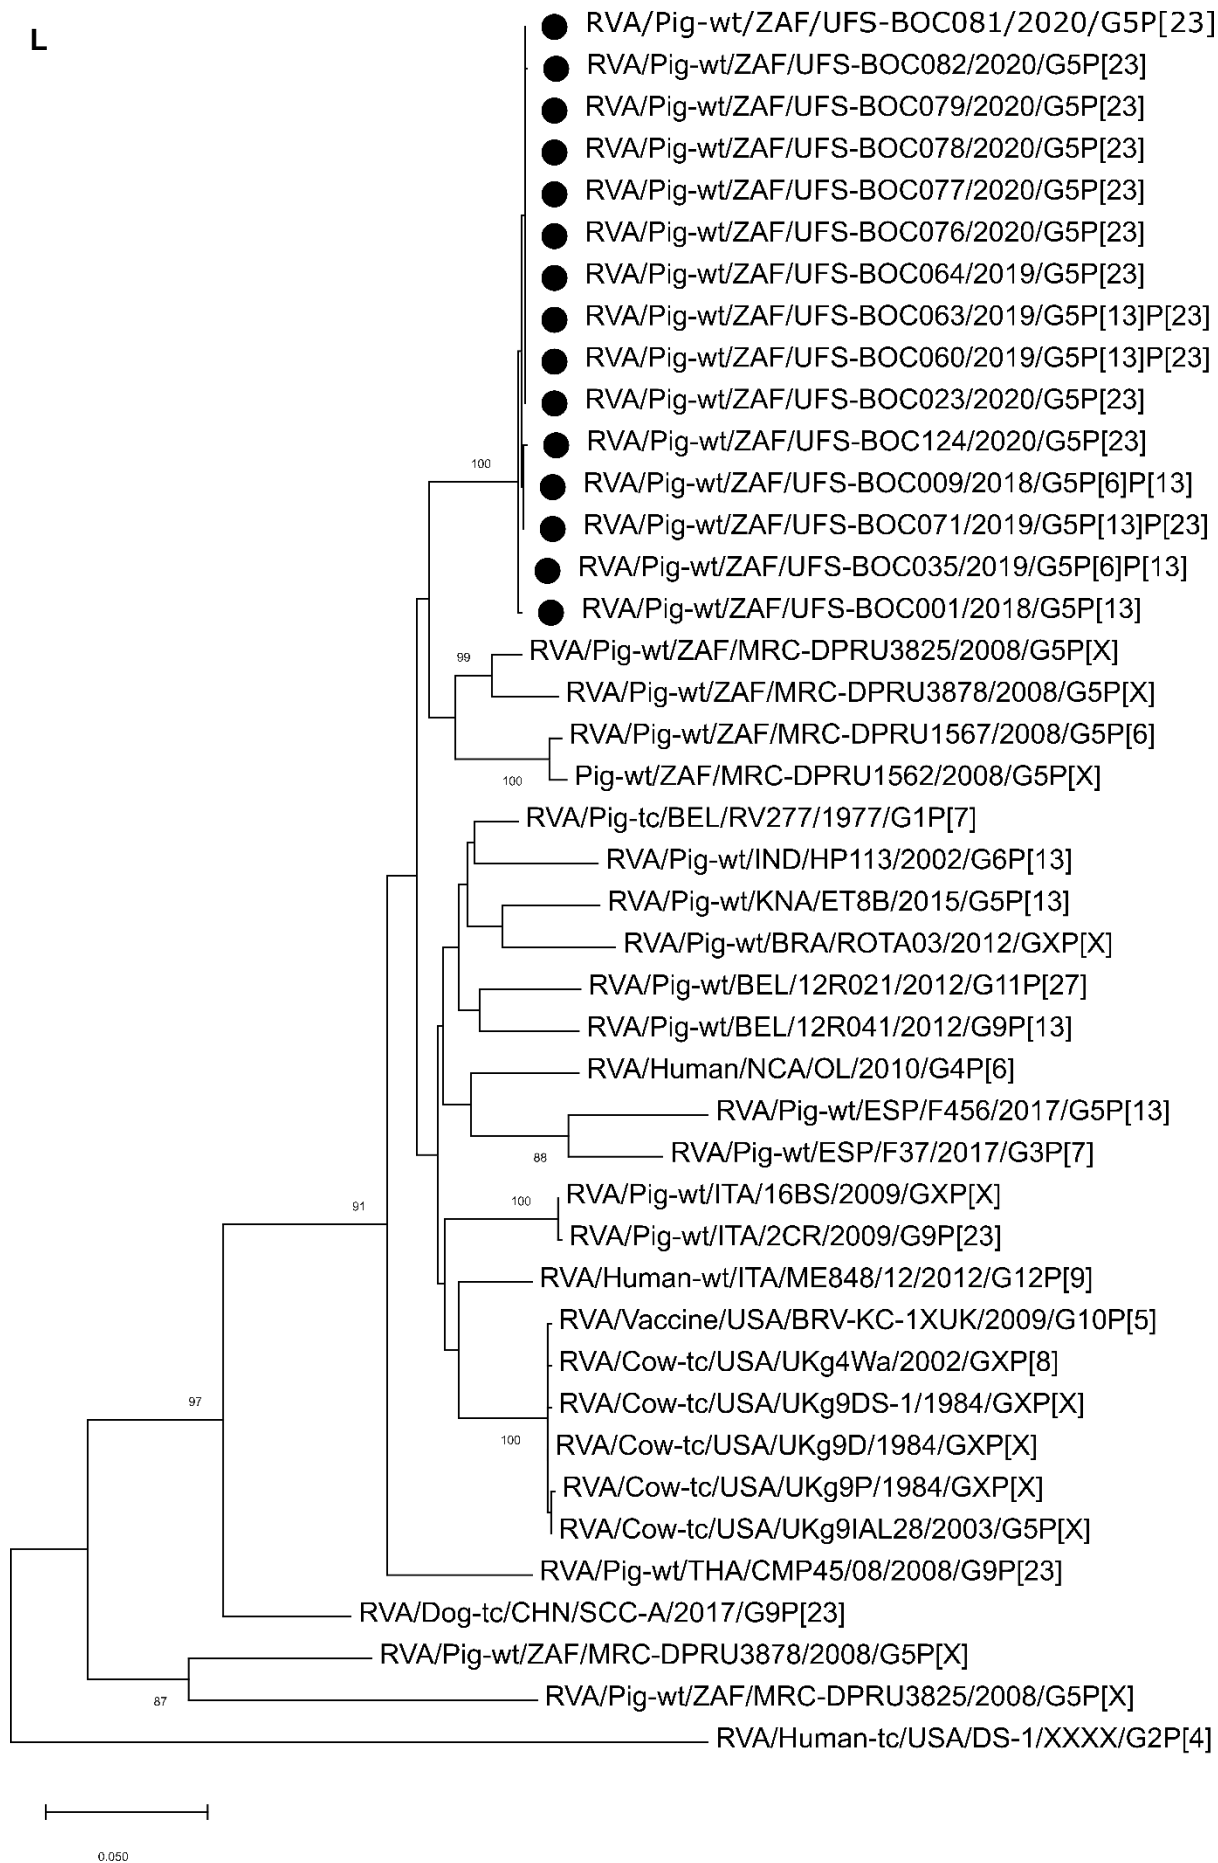 L
RVA/Pig-wt/ZAF/UFS-BOC081/2020/G5P[23]
RVA/Pig-wt/ZAF/UFS-BOC082/2020/G5P[23]
RVA/Pig-wt/ZAF/UFS-BOC079/2020/G5P[23]
RVA/Pig-wt/ZAF/UFS-BOC078/2020/G5P[23]
RVA/Pig-wt/ZAF/UFS-BOC077/2020/G5P[23]
RVA/Pig-wt/ZAF/UFS-BOC076/2020/G5P[23]
RVA/Pig-wt/ZAF/UFS-BOC064/2019/G5P[23]
RVA/Pig-wt/ZAF/UFS-BOC063/2019/G5P[13]P[23]
RVA/Pig-wt/ZAF/UFS-BOC060/2019/G5P[13]P[23]
RVA/Pig-wt/ZAF/UFS-BOC023/2020/G5P[23]
RVA/Pig-wt/ZAF/UFS-BOC124/2020/G5P[23]
100
RVA/Pig-wt/ZAF/UFS-BOC009/2018/G5P[6]P[13]
RVA/Pig-wt/ZAF/UFS-BOC071/2019/G5P[13]P[23]
RVA/Pig-wt/ZAF/UFS-BOC035/2019/G5P[6]P[13]
RVA/Pig-wt/ZAF/UFS-BOC001/2018/G5P[13]
RVA/Pig-wt/ZAF/MRC-DPRU3825/2008/G5P[X]
99
RVA/Pig-wt/ZAF/MRC-DPRU3878/2008/G5P[X]
RVA/Pig-wt/ZAF/MRC-DPRU1567/2008/G5P[6]
Pig-wt/ZAF/MRC-DPRU1562/2008/G5P[X]
100
RVA/Pig-tc/BEL/RV277/1977/G1P[7]
RVA/Pig-wt/IND/HP113/2002/G6P[13]
RVA/Pig-wt/KNA/ET8B/2015/G5P[13]
RVA/Pig-wt/BRA/ROTA03/2012/GXP[X]
RVA/Pig-wt/BEL/12R021/2012/G11P[27]
RVA/Pig-wt/BEL/12R041/2012/G9P[13]
RVA/Human/NCA/OL/2010/G4P[6]
RVA/Pig-wt/ESP/F456/2017/G5P[13]
RVA/Pig-wt/ESP/F37/2017/G3P[7]
88
RVA/Pig-wt/ITA/16BS/2009/GXP[X]
100
91
RVA/Pig-wt/ITA/2CR/2009/G9P[23]
RVA/Human-wt/ITA/ME848/12/2012/G12P[9]
RVA/Vaccine/USA/BRV-KC-1XUK/2009/G10P[5]
RVA/Cow-tc/USA/UKg4Wa/2002/GXP[8]
97
RVA/Cow-tc/USA/UKg9DS-1/1984/GXP[X]
100
RVA/Cow-tc/USA/UKg9D/1984/GXP[X]
RVA/Cow-tc/USA/UKg9P/1984/GXP[X]
RVA/Cow-tc/USA/UKg9IAL28/2003/G5P[X]
RVA/Pig-wt/THA/CMP45/08/2008/G9P[23]
RVA/Dog-tc/CHN/SCC-A/2017/G9P[23]
RVA/Pig-wt/ZAF/MRC-DPRU3878/2008/G5P[X]
87
RVA/Pig-wt/ZAF/MRC-DPRU3825/2008/G5P[X]
RVA/Human-tc/USA/DS-1/XXXX/G2P[4]
0.050